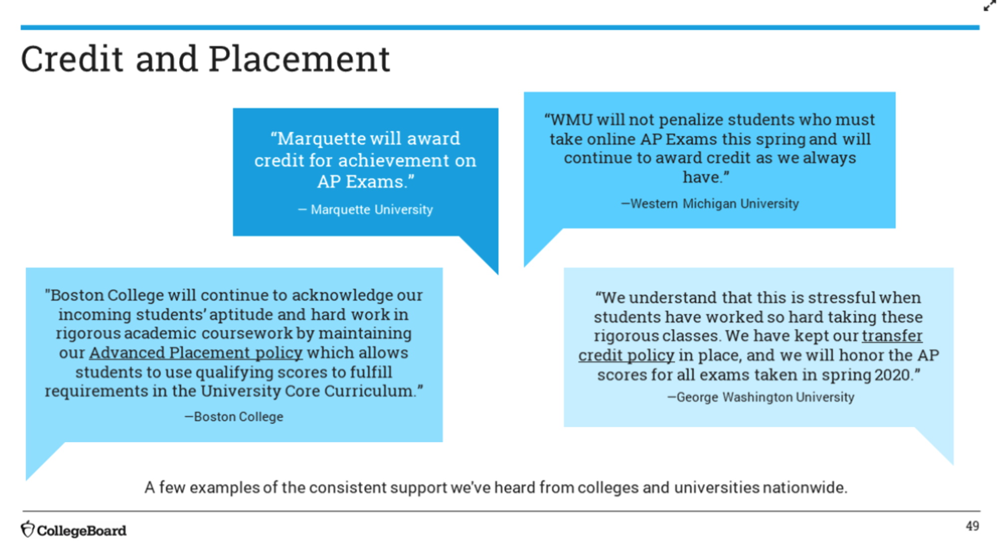 Credit and Placement
“Marquette will award
credit for achievement on
AP Exams.”
— Marquette University
“WMU will not penalize students who must
take online AP Exams this spring and will
continue to award credit as we always
have.”
—Western Michigan University
"Boston College will continue to acknowledge our
incoming students’ aptitude and hard work in
rigorous academic coursework by maintaining
our Advanced Placement policy which allows
students to use qualifying scores to fulfill
requirements in the University Core Curriculum.”
—Boston College
“We understand that this is stressful when
students have worked so hard taking these
rigorous classes. We have kept our transfer
credit policy in place, and we will honor the AP
scores for all exams taken in spring 2020.”
—George Washington University
A few examples of the consistent support we've heard from colleges and universities nationwide.
CollegeBoard
49